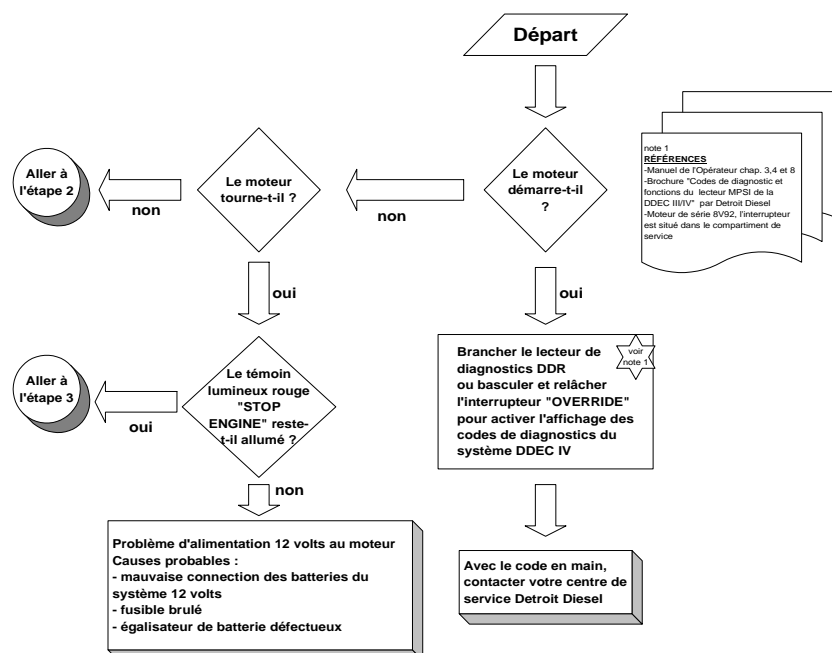 Départ
Le moteur
démarre-t-il
?
note 1
RÉFÉRENCES
-Manuel de l'Opérateur chap. 3,4 et 8
-Brochure "Codes de diagnostic et
fonctions du lecteur MPSI de la
DDEC III/IV" par Detroit Diesel
-Moteur de série 8V92, l'interrupteur
est situé dans le compartiment de
service
non
Le moteur
tourne-t-il ?
non
Aller à
l'étape 2
oui
Le témoin
lumineux rouge
"STOP
ENGINE" reste-
t-il allumé ?
oui
Aller à
l'étape 3
non
Problème d'alimentation 12 volts au moteur
Causes probables :
- mauvaise connection des batteries du
système 12 volts
- fusible brulé
- égalisateur de batterie défectueux
oui
Brancher le lecteur de
diagnostics DDR
ou basculer et relâcher
l'interrupteur "OVERRIDE"
pour activer l'affichage des
codes de diagnostics du
système DDEC IV
voir
note 1
Avec le code en main,
contacter votre centre de
service Detroit Diesel